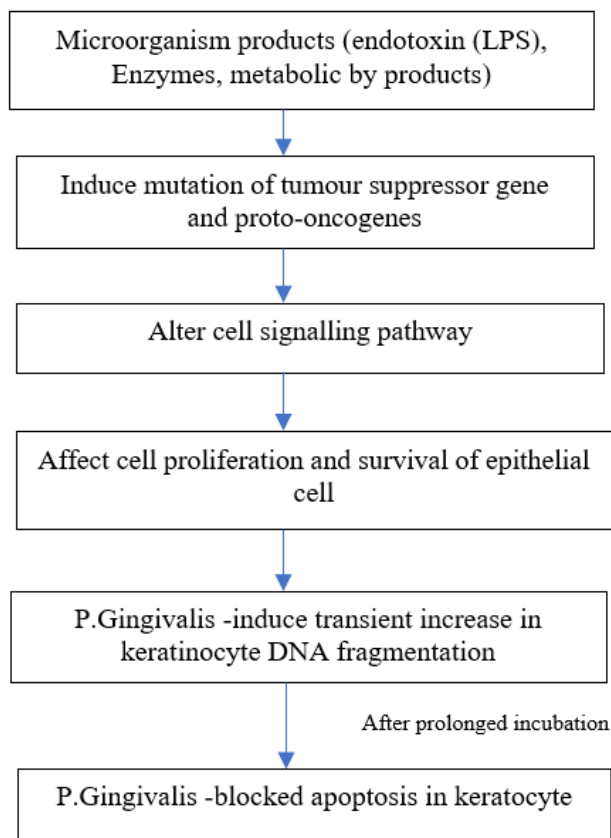 Microorganism products (endotoxin (LPS),
Enzymes, metabolic by products)
Induce mutation of tumour suppressor gene
and proto-oncogenes
Alter cell signalling pathway
Affect cell proliferation and survival of epithelial
cell
P.Gingivalis -induce transient increase in
keratinocyte DNA fragmentation
After prolonged incubation
P.Gingivalis -blocked apoptosis in keratocyte